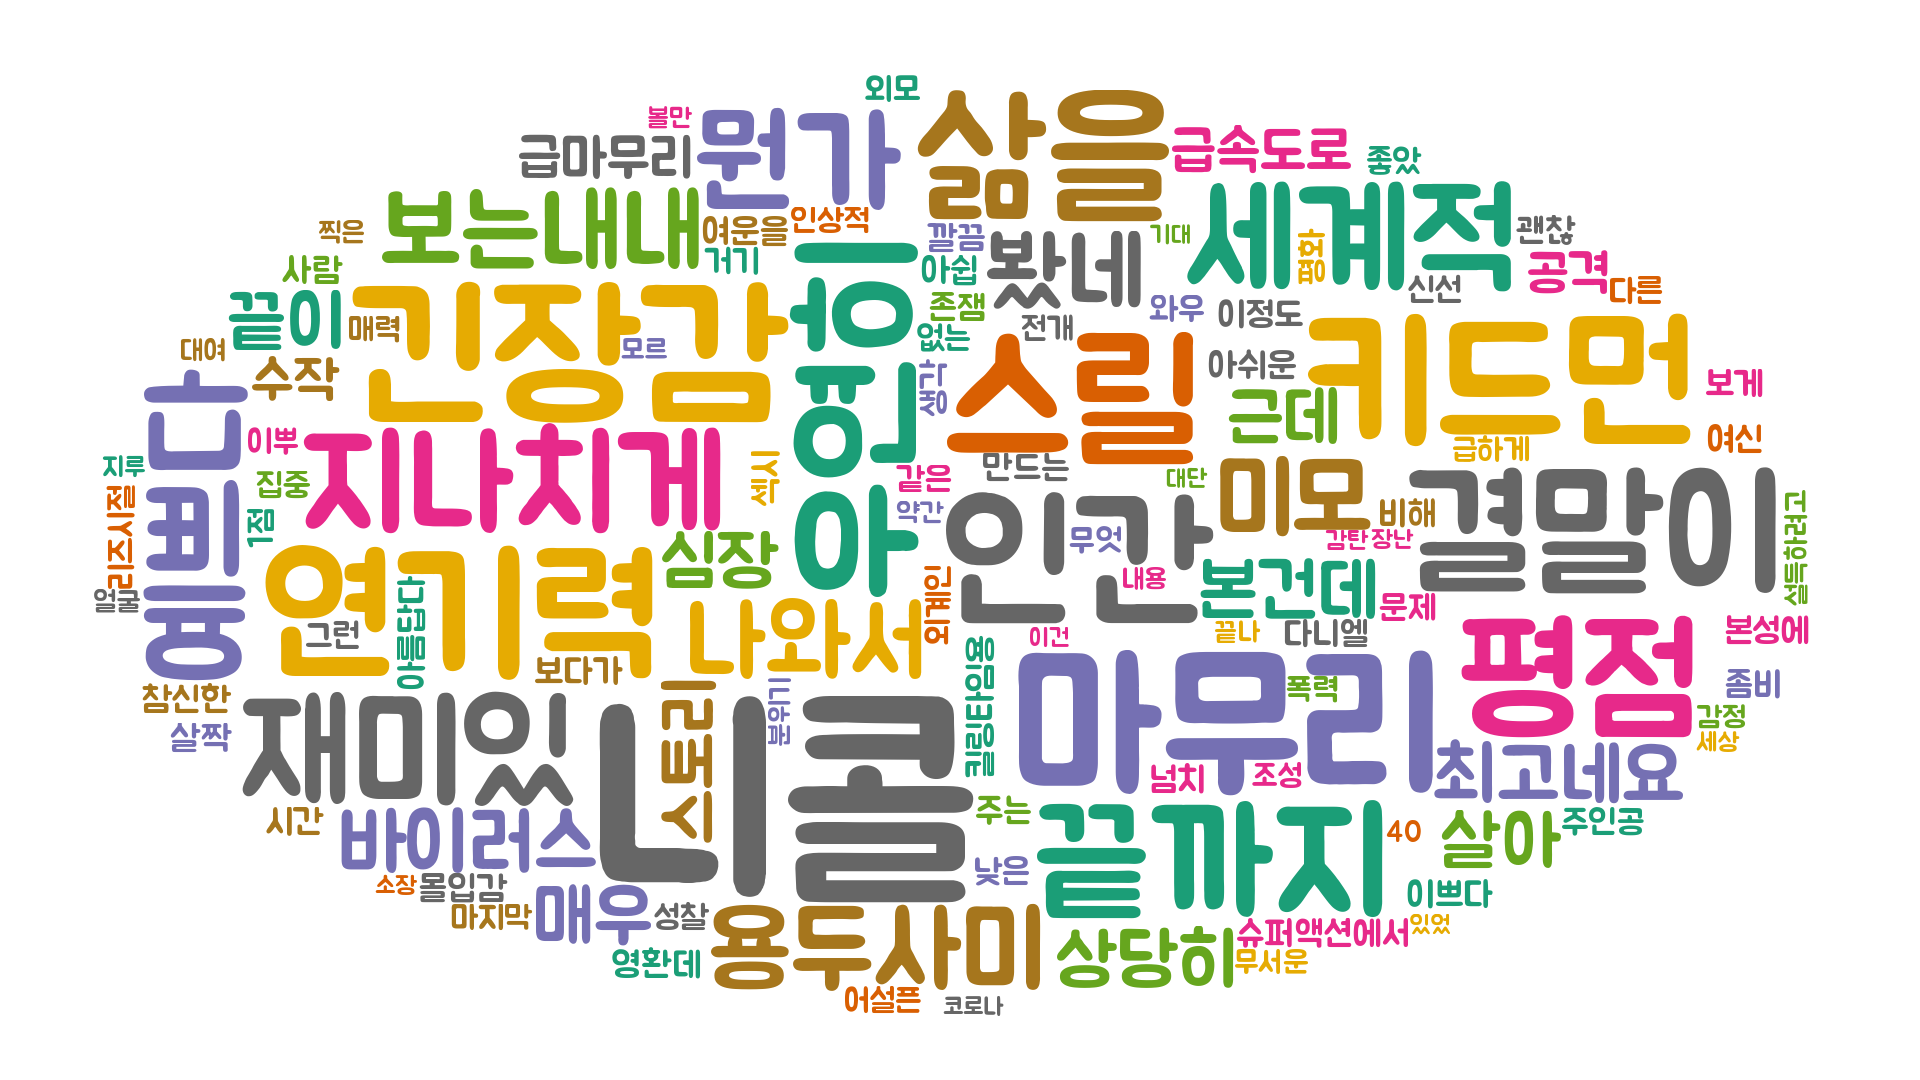 외모
볼만
뭔가
삶을
급마무리
급속도로
좋았
보는내내
여운을
인상적
세계적
찍은
거기
깔끔
기대
평화
괜찮
사람
아쉽
봤네
공격
신선
다른
끝이
긴장감
매력
우연히
존잼
와우
이정도
전개
없는
모르
대여
수작
스릴
아쉬운
키드먼
보게
생각
근데
예쁘다
이쁘
지나치게
급하게
여신
지루
집중
섹시
같은
만드는
대단
미모
비해
결말이
리즈시절
1점
약간
인간
무엇
감탄
장난
설득하려고
연기력
심장
내용
본건데
문제
얼굴
아름답다
나와서
외계인
그런
이건
끝나
다니엘
본성에
보다가
평점
참신한
스토리
분위기
킬링타임용
마무리
폭력
좀비
살짝
재미있
니콜
감정
세상
넘치
조성
최고네요
시간
바이러스
주는
끝까지
40
살아
주인공
소장
몰입감
낮은
이쁘다
마지막
매우
성찰
용두사미
상당히
슈퍼액션에서
있었
영환데
무서운
어설픈
코로나